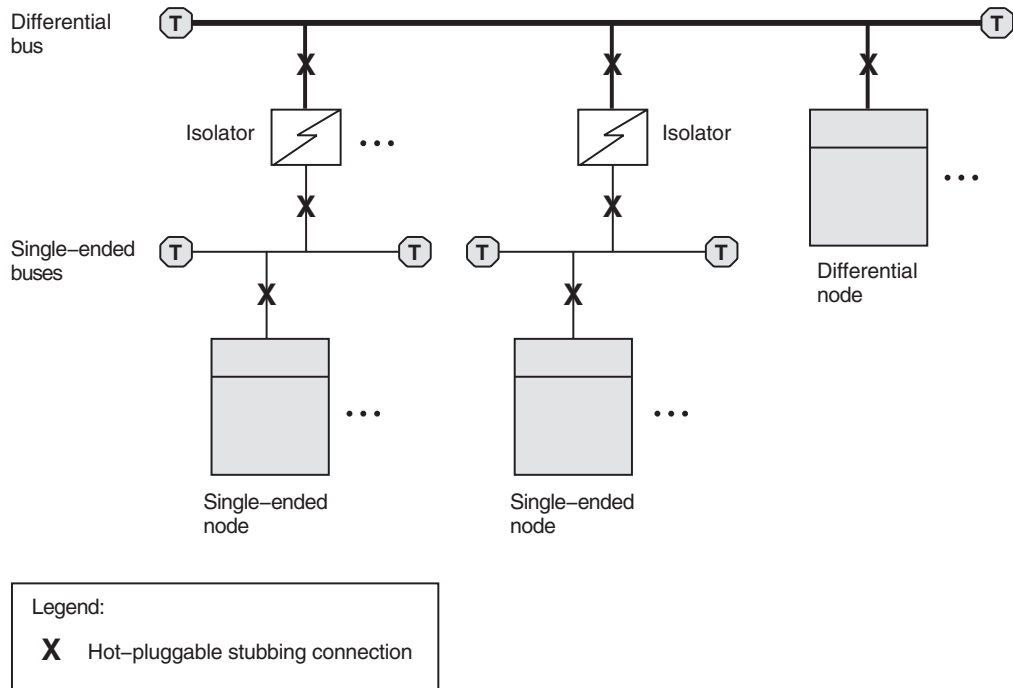 Differential
bus
T
T
X
X
X
Isolator
Isolator
X
X
Single–ended
buses
T
T
T
T
Differential
node
X
X
Single–ended
node
Single–ended
node
Legend:
X Hot–pluggable stubbing connection